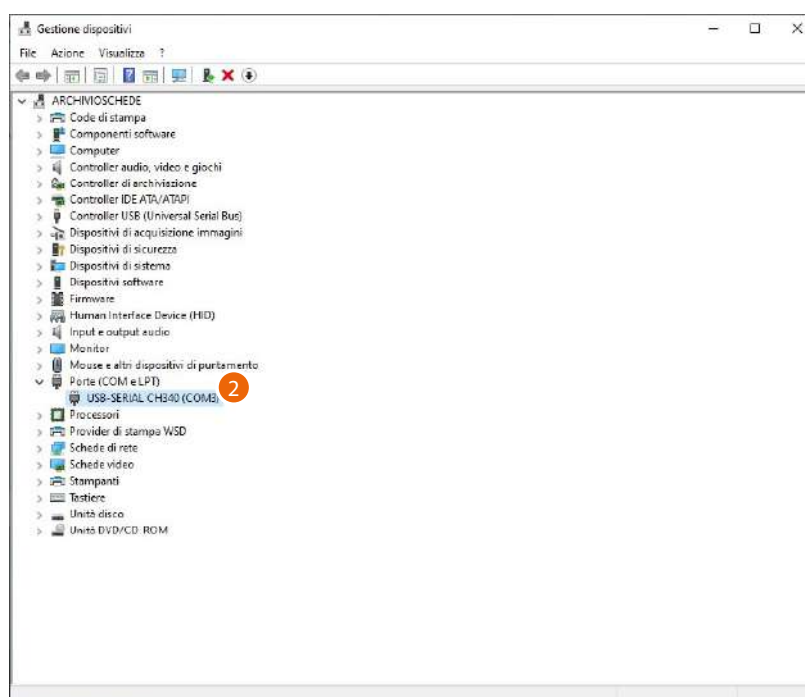 Gestione dispositivi
File Azione Visualizza ?
ARCHIVIOSCHEDE
Code di stampa
Componenti software
Computer
Controller audio, video e giochi
Controller di archiviazione
Controller IDE ATA/ATAPI
Controller USB (Universal Serial Bus)
Dispositivi di acquisizione immagini
Dispositivi di sicurezza
Dispositivi di sistema
Dispositivi software
Firmware
Human Interface Device (HID)
Input e output audio
Monitor
Mouse e altri dispositivi di puntamento
Porte (COM e LPT)
2
USB-SERIAL CH340 (COM3)
Processori
Provider di stampa WSD
Schede di rete
Schede video
Stampanti
Tastiere
Unità disco
Unità DVD/CD-ROM